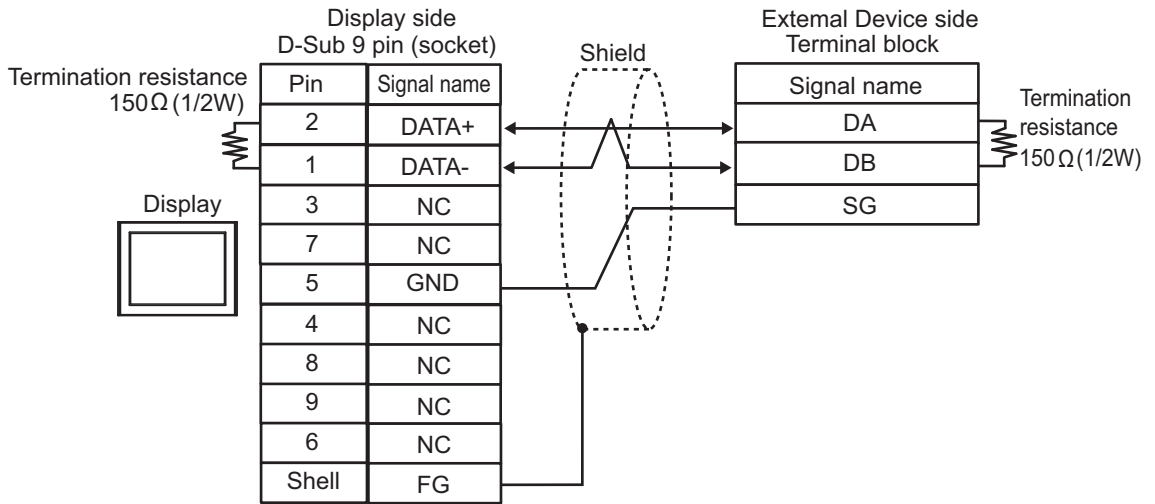 Display side
D-Sub 9 pin (socket)
External Device side
Terminal block
Shield
Termination resistance
150Ω (1/2W)
Pin Signal name
2 DATA+
1 DATA-
3 NC
7 NC
5 GND
4 NC
8 NC
9 NC
6 NC
Shell FG
Display
Signal name
DA
DB
SG
Termination
resistance
150Ω (1/2W)